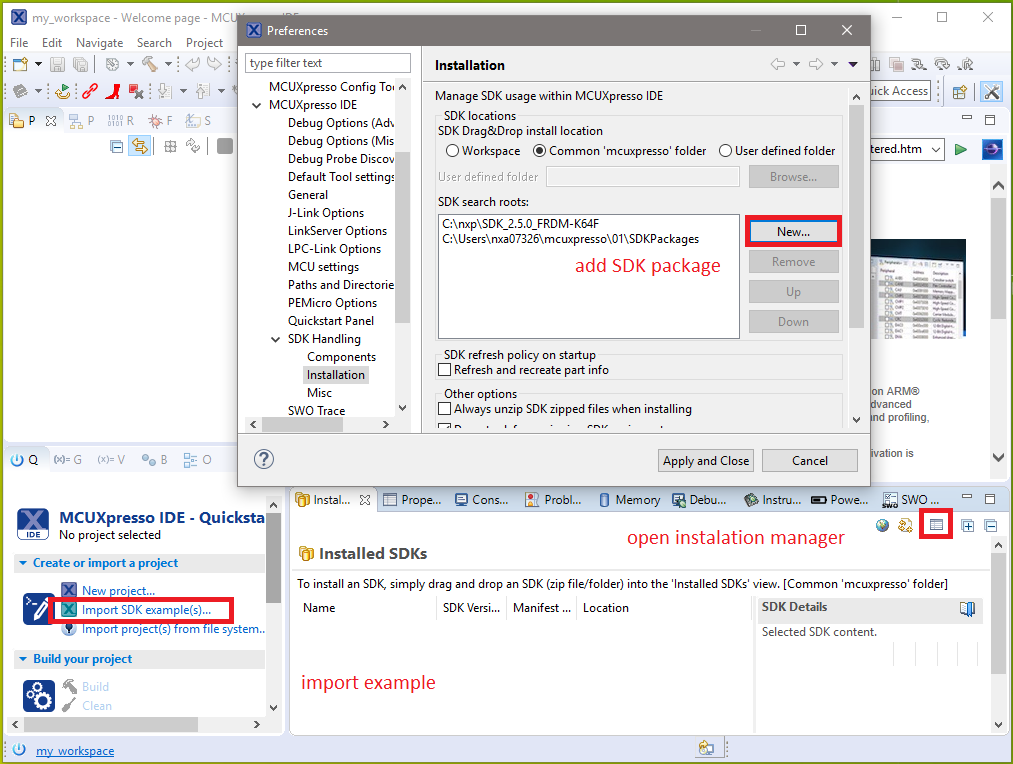 my_workspace - Welcome page - MCUXpresso IDE
File Edit Navigate Search Project
Quick Access
P P R F S
tered.htm
Preferences
type filter text
MCUXpresso Config To
MCUXpresso IDE
Debug Options (Adv
Debug Options (Mis
Debug Probe Discov
Default Tool settings
General
J-Link Options
LinkServer Options
LPC-Link Options
MCU settings
Paths and Directorie
PEMicro Options
Quickstart Panel
SDK Handling
Components
Installation
Misc
SWO Trace
Installation
Manage SDK usage within MCUXpresso IDE
SDK locations
SDK Drag&Drop install location
Workspace Common 'mcuxpresso' folder User defined folder
User defined folder Browse...
SDK search roots:
C:\nxp\SDK_2.5.0_FRDM-K64F
C:\Users\nxa07326\mcuxpresso\01\SDKPackages
New...
add SDK package
Remove
Up
Down
SDK refresh policy on startup
Refresh and recreate part info
Other options
Always unzip SDK zipped files when installing
Apply and Close Cancel
on ARM®
dvanced
nd profiling,
ivation is
Q (x)= G (x)= V B O
MCUXpresso IDE - Quicksta
No project selected
IDE
Create or import a project
New project...
Import SDK example(s)...
Import project(s) from file system..
Build your project
Build
Clean
Instal... Prope... Cons... Probl... Memory Debu... Instru... Powe... SWO ...
open instalation manager
Installed SDKs
To install an SDK, simply drag and drop an SDK (zip file/folder) into the 'Installed SDKs' view. [Common 'mcuxpresso' folder]
Name SDK Versi... Manifest ... Location
SDK Details
Selected SDK content.
import example
my_workspace